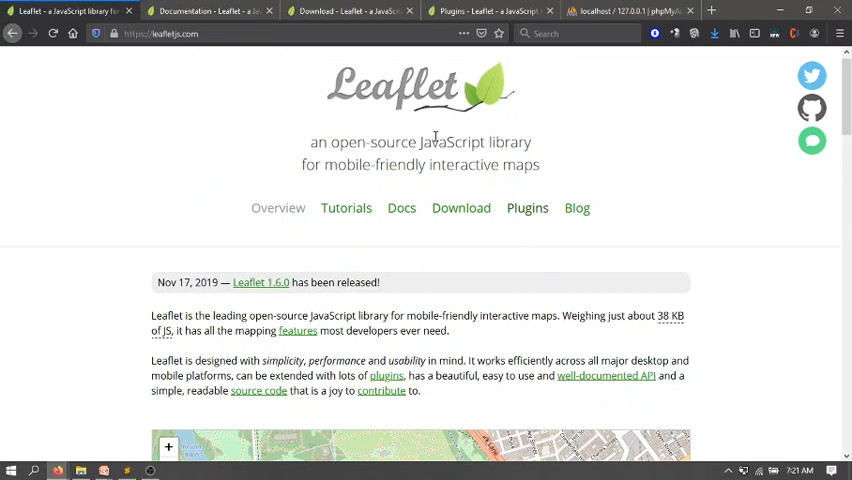 Leaflet - a JavaScript library for
Documentation - Leaflet - a Ja
Download - Leaflet - a JavaSc
Plugins - Leaflet - a JavaScript li
localhost / 127.0.0.1 | phpMyA
https://leafletjs.com
Search
Leaflet
an open-source JavaScript library
for mobile-friendly interactive maps
Overview Tutorials Docs Download Plugins Blog
Nov 17, 2019 — Leaflet 1.6.0 has been released!
Leaflet is the leading open-source JavaScript library for mobile-friendly interactive maps. Weighing just about 38 KB
of JS, it has all the mapping features most developers ever need.
Leaflet is designed with simplicity, performance and usability in mind. It works efficiently across all major desktop and
mobile platforms, can be extended with lots of plugins, has a beautiful, easy to use and well-documented API and a
simple, readable source code that is a joy to contribute to.
+
7:21 AM